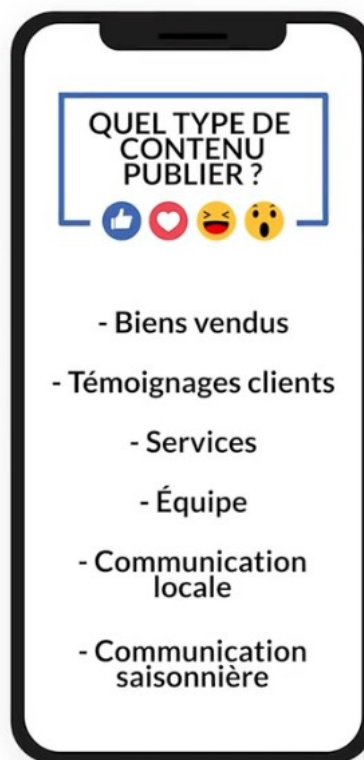 QUEL TYPE DE
CONTENU
PUBLIER ?
- Biens vendus
- Témoignages clients
- Services
- Équipe
- Communication
locale
- Communication
saisonnière